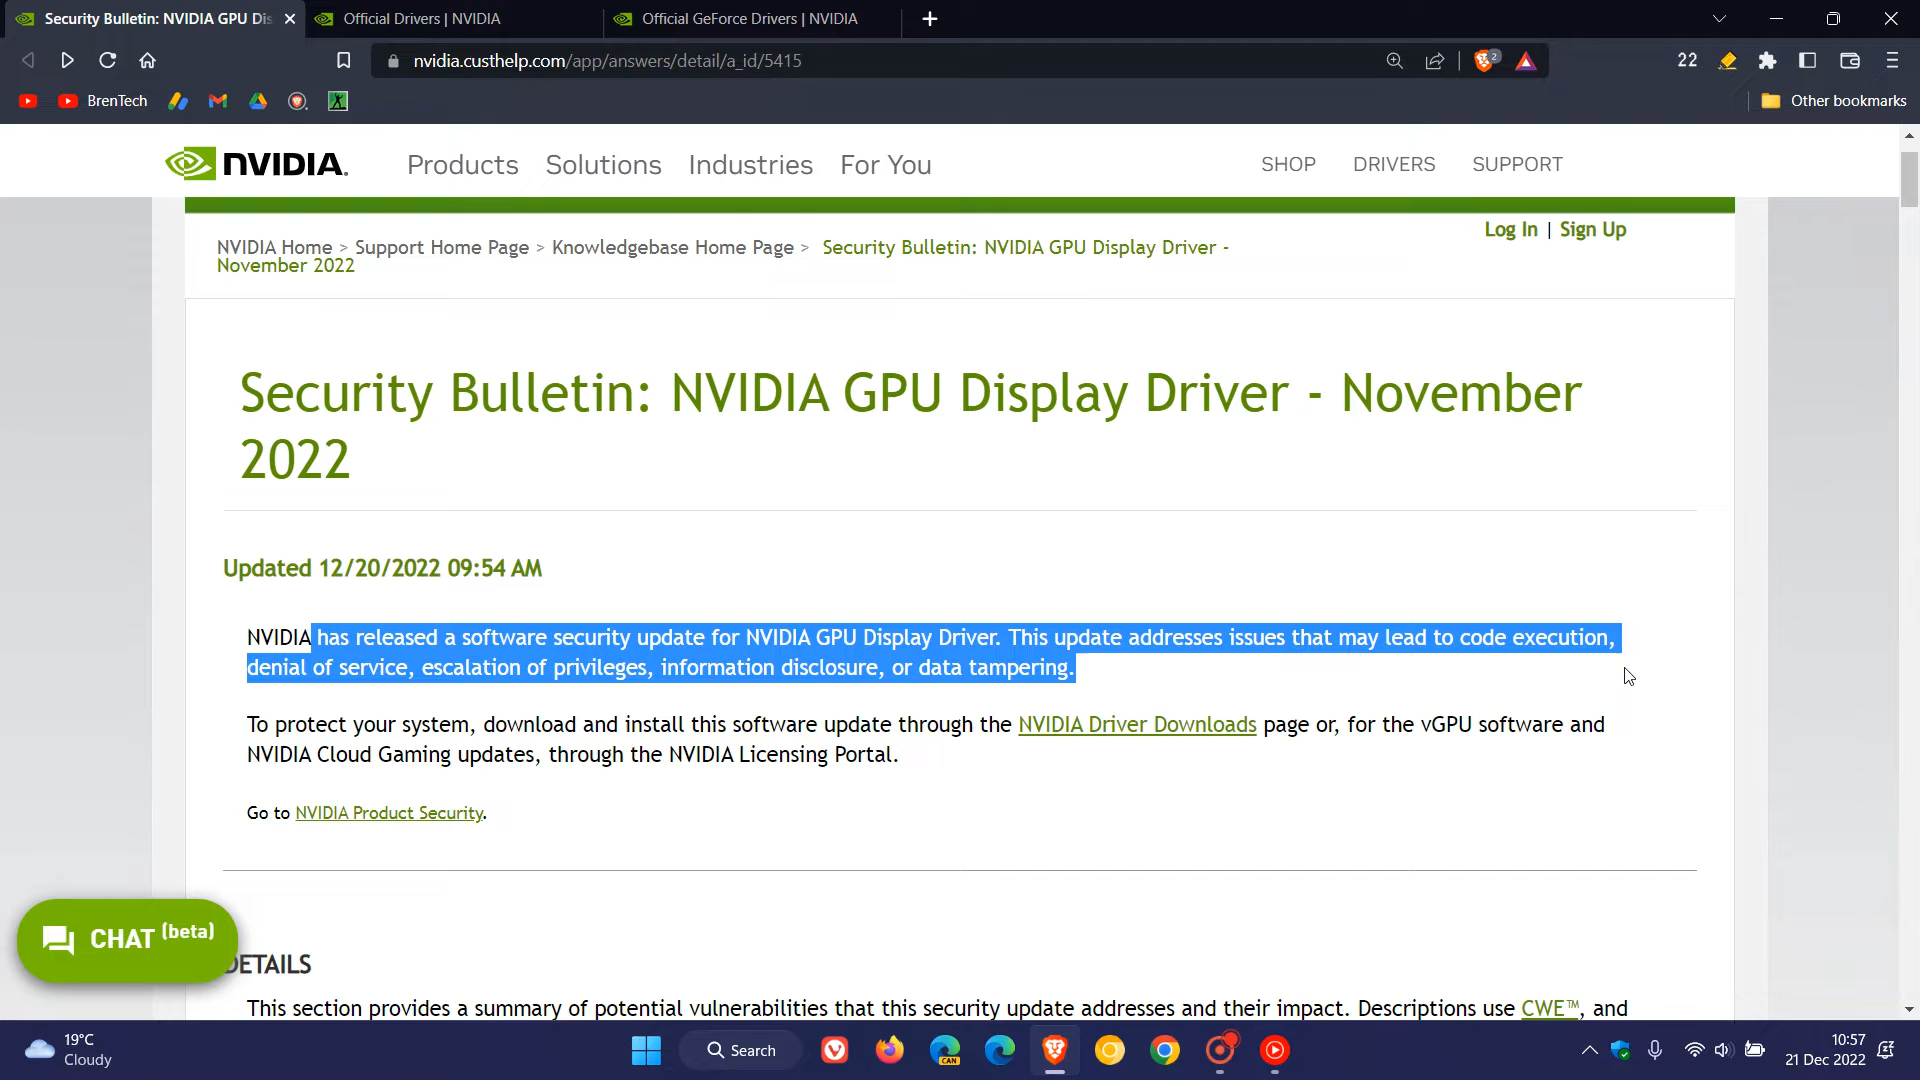 Security Bulletin: NVIDIA GPU Dis
Official Drivers | NVIDIA
Official GeForce Drivers | NVIDIA
nvidia.custhelp.com/app/answers/detail/a_id/5415
2
22
BrenTech
Other bookmarks
NVIDIA.
Products
Solutions
Industries
For You
SHOP
DRIVERS
SUPPORT
Log In | Sign Up
NVIDIA Home > Support Home Page > Knowledgebase Home Page > Security Bulletin: NVIDIA GPU Display Driver -
November 2022
Security Bulletin: NVIDIA GPU Display Driver - November
2022
Updated 12/20/2022 09:54 AM
NVIDIA has released a software security update for NVIDIA GPU Display Driver. This update addresses issues that may lead to code execution,
denial of service, escalation of privileges, information disclosure, or data tampering.
To protect your system, download and install this software update through the NVIDIA Driver Downloads page or, for the vGPU software and
NVIDIA Cloud Gaming updates, through the NVIDIA Licensing Portal.
Go to NVIDIA Product Security.
CHAT (beta)
DETAILS
This section provides a summary of potential vulnerabilities that this security update addresses and their impact. Descriptions use CWE™, and
19°C
Cloudy
Search
CAN
10:57
21 Dec 2022